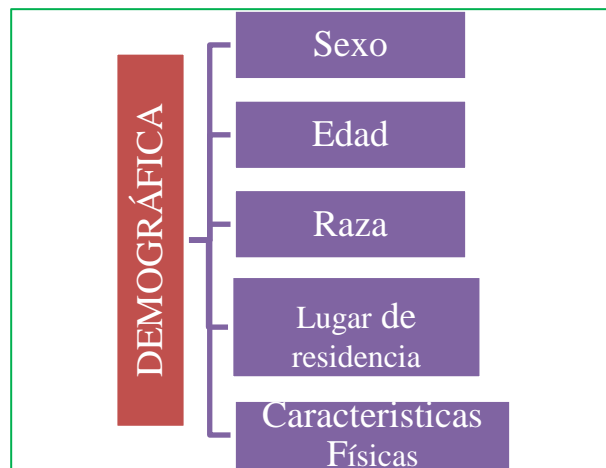 DEMOGRÁFICA
Sexo
Edad
Raza
Lugar de
residencia
Caracteristicas
Físicas